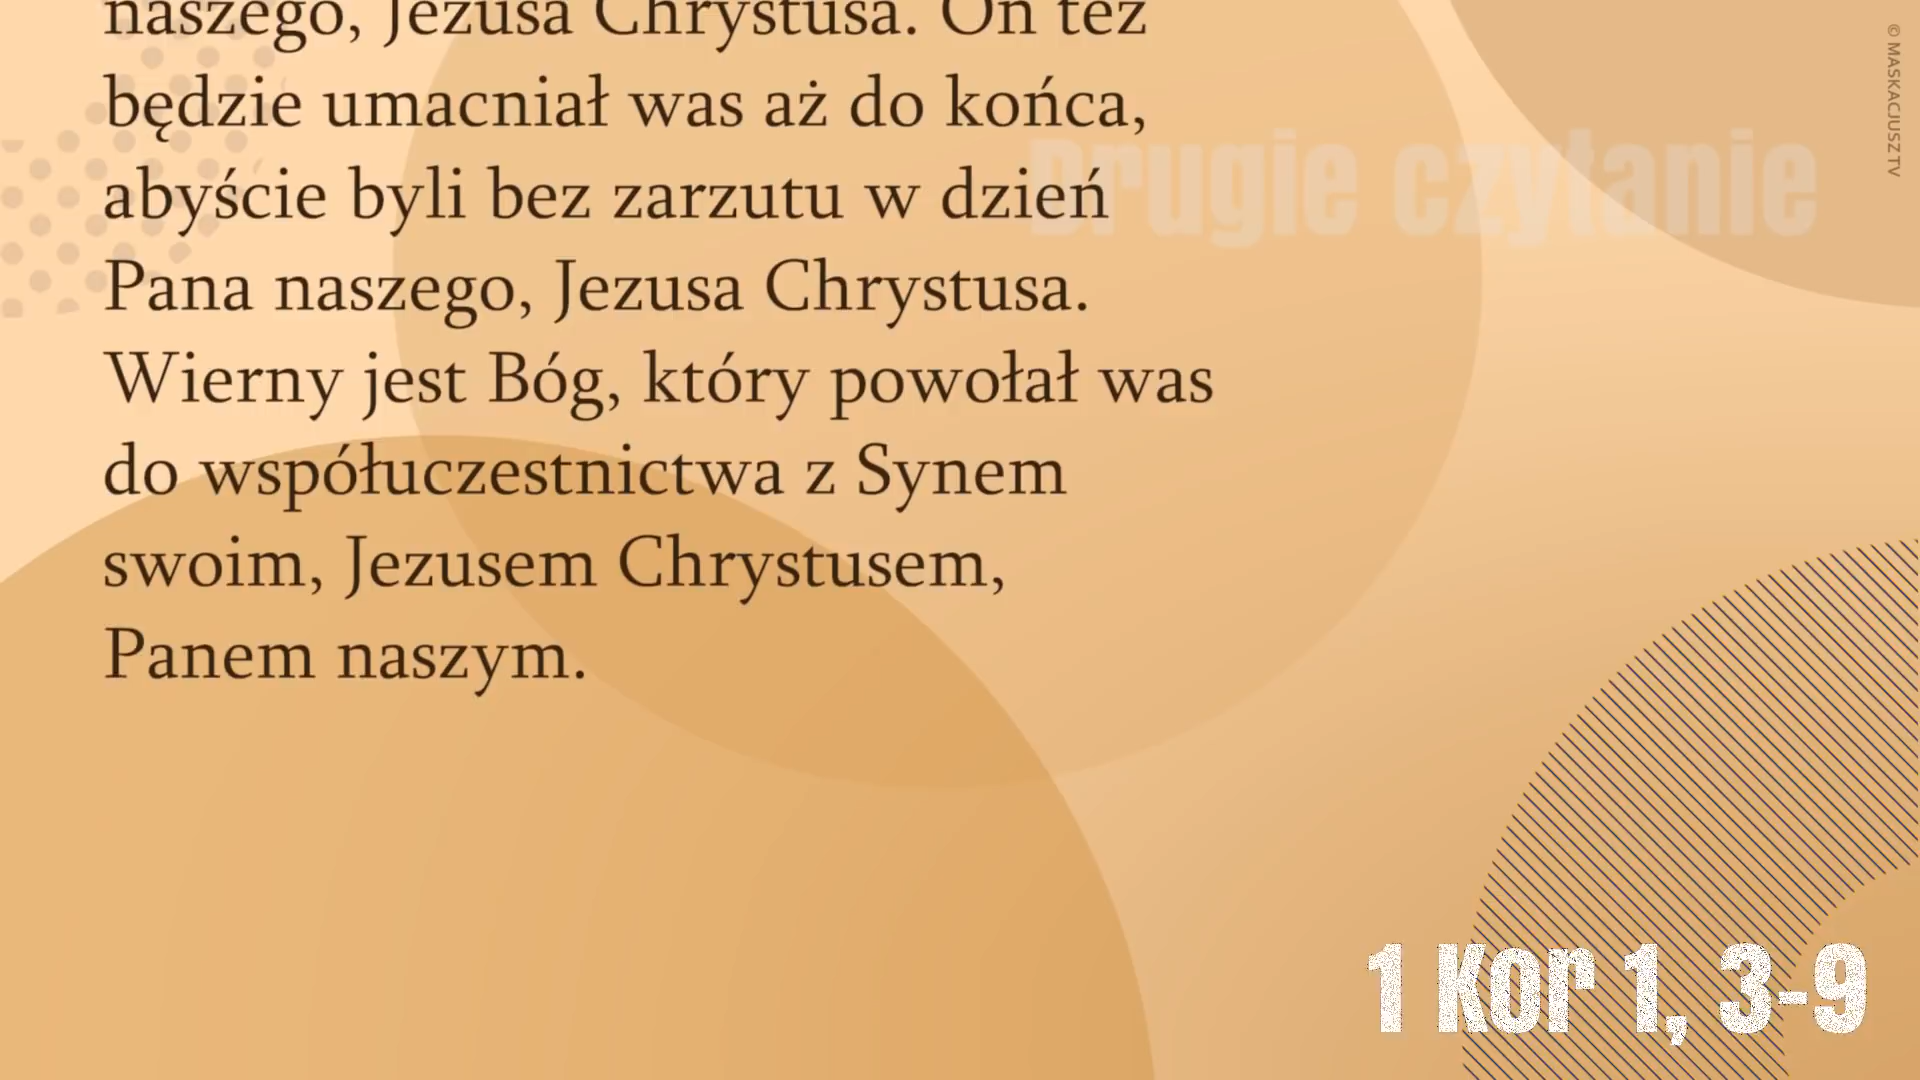 naszego, Jezusa Chrystusa. On też
będzie umacniał was aż do końca,
abyście byli bez zarzutu w dzień
Pana naszego, Jezusa Chrystusa.
Wierny jest Bóg, który powołał was
do współuczestnictwa z Synem
swoim, Jezusem Chrystusem,
Panem naszym.
Drugie czytanie
© MASKACJUSZ TV
1 Kor 1, 3-9